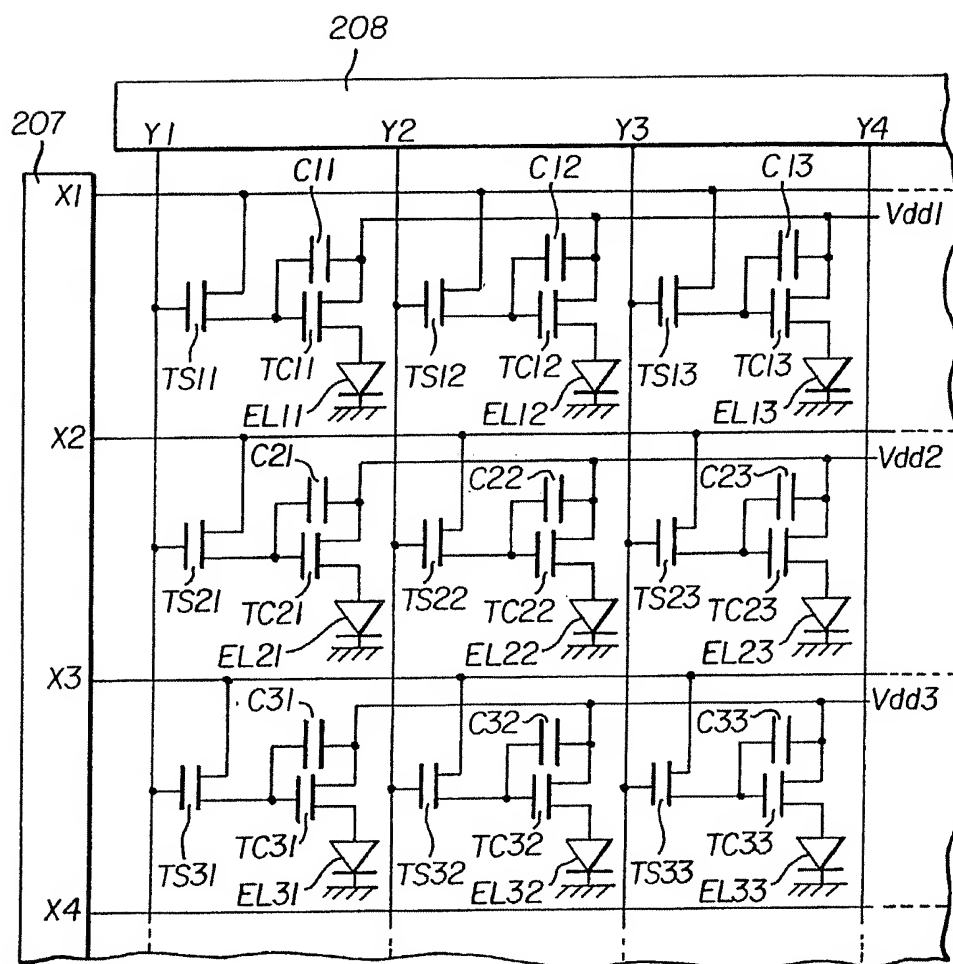 208
207
Y1 Y2 Y3 Y4
X1 C11 C12 C13
Vdd1
TS11 TC11 TS12 TC12 TS13 TC13
EL11 EL12 EL13
X2
C21 C22 C23 Vdd2
TS21 TC21 TS22 TC22 TS23 TC23
EL21 EL22 EL23
X3
C31 C32 C33 Vdd3
TS31 TC31 TS32 TC32 TS33 TC33
EL31 EL32 EL33
X4